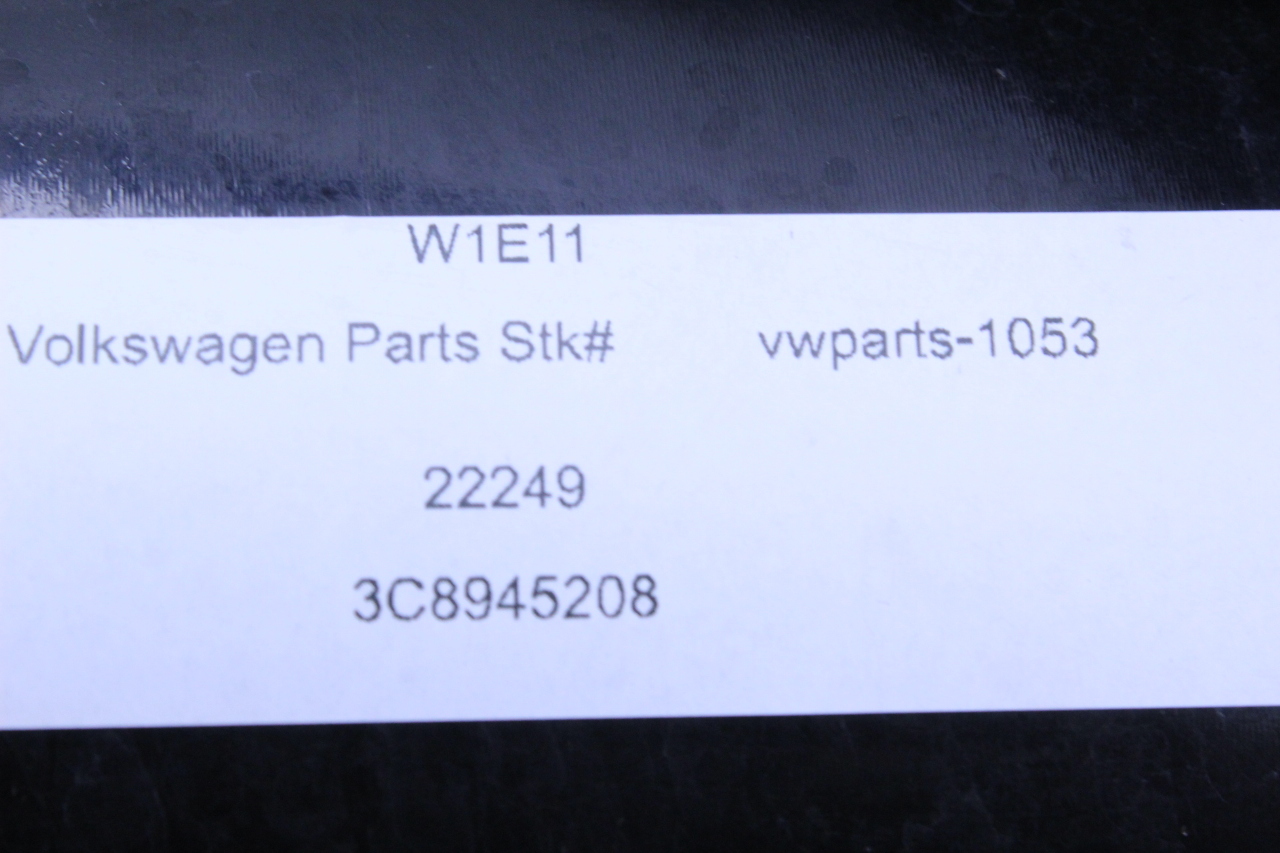 W1E11
Volkswagen Parts Stk# vwparts-1053
22249
3C8945208